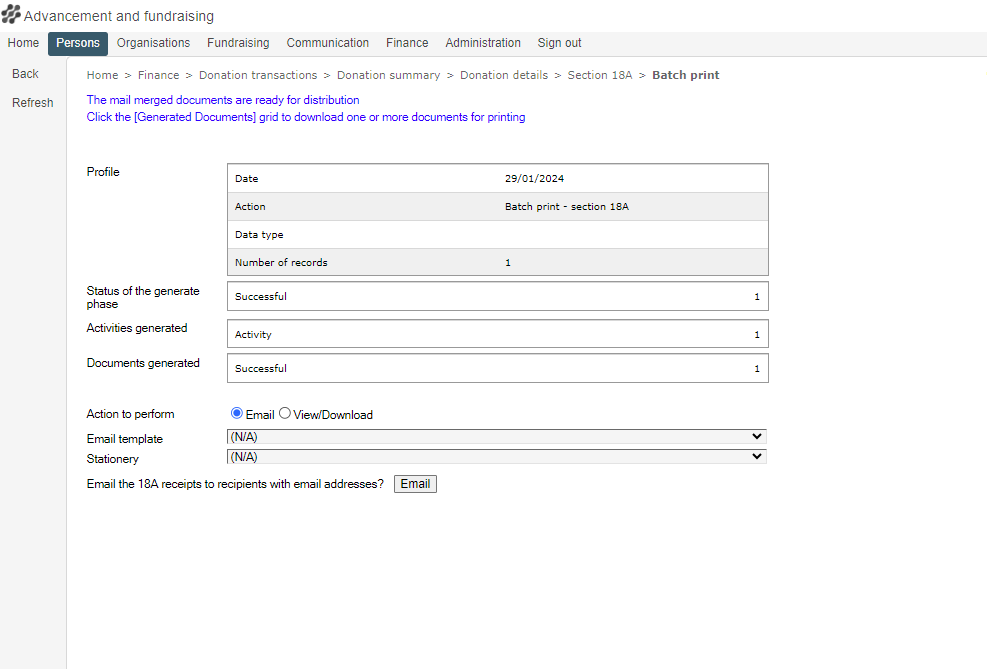 Advancement and fundraising
Home Persons Organisations Fundraising Communication Finance Administration Sign out
Back
Refresh
Home > Finance > Donation transactions > Donation summary > Donation details > Section 18A > Batch print
The mail merged documents are ready for distribution
Click the [Generated Documents] grid to download one or more documents for printing
Profile
Date 29/01/2024
Action Batch print - section 18A
Data type
Number of records 1
Status of the generate
phase
Successful 1
Activities generated
Activity 1
Documents generated
Successful 1
Action to perform Email View/Download
Email template (N/A)
Stationery (N/A)
Email the 18A receipts to recipients with email addresses? Email